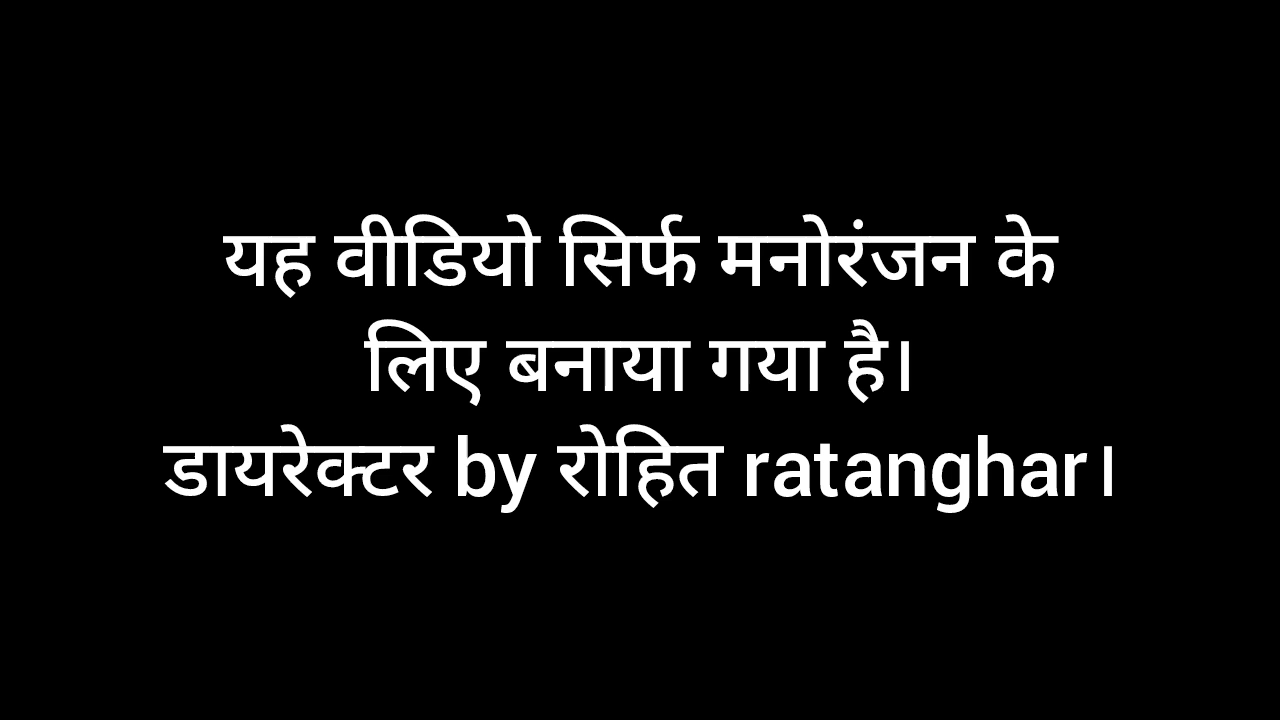 यह वीडियो सिर्फ मनोरंजन के
लिए बनाया गया है।
डायरेक्टर by रोहित ratanghar।